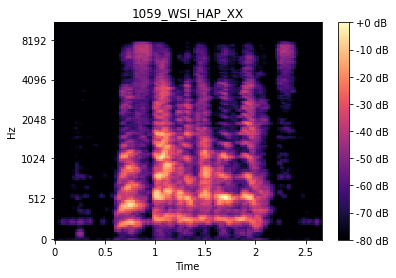 1059_WSI_HAP_XX
Hz
8192
4096
2048
1024
512
0
0
0.5
1
1.5
2
2.5
Time
+0 dB
-10 dB
-20 dB
-30 dB
-40 dB
-50 dB
-60 dB
-70 dB
-80 dB